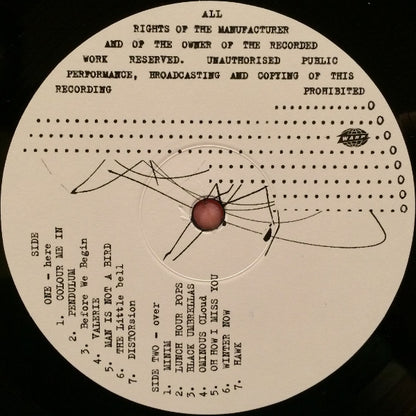 ALL
RIGHTS OF THE MANUFACTURER
AND OF THE OWNER OF THE RECORDED
WORK RESERVED. UNAUTHORISED PUBLIC
PERFORMANCE, BROADCASTING AND COPYING OF THIS
RECORDING PROHIBITED
WARP
SIDE
ONE - here
1. COLOUR ME IN
2. PENDULUM
3. Before We Begin
4. VALERIE
5. MAN IS NOT A BIRD
6. THE Little bell
7. DISTORsion
SIDE TWO - over
1. MINIM
2. LUNCH HOUR POPS
3. BLACK UMBRELLAS
4. OMINOUS CLoud
5. OH HOW I MISS YOU
6. WINTER NOW
7. HAWK